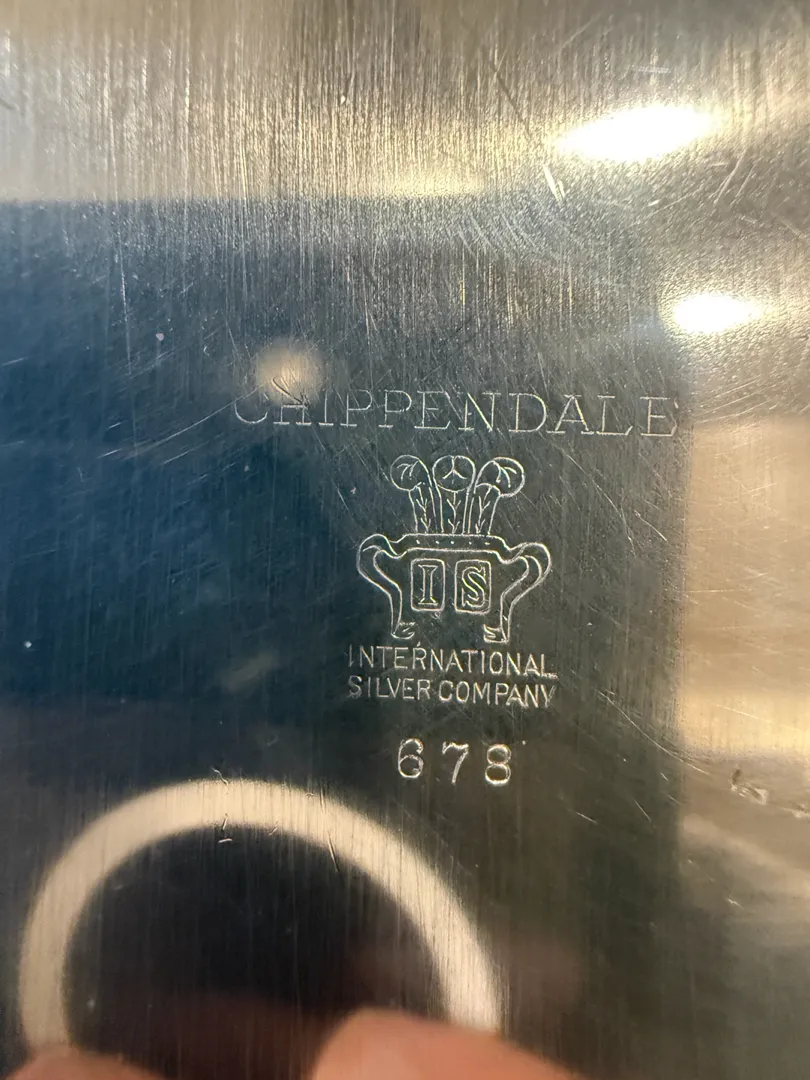 CHIPPENDALE
IS
INTERNATIONAL
SILVER COMPANY
678